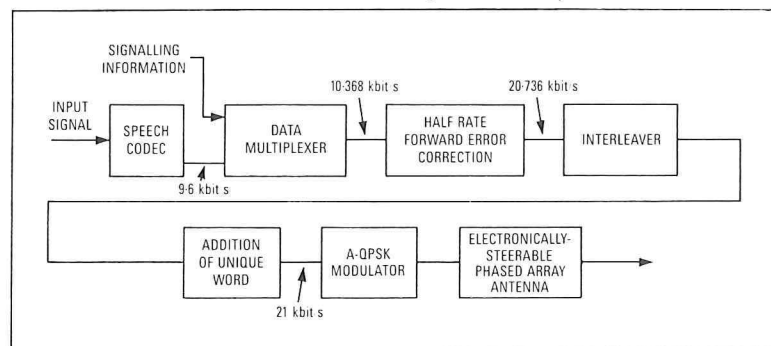 SIGNALLING
INFORMATION
INPUT
SIGNAL
SPEECH
CODEC
9·6 kbit s
DATA
MULTIPLEXER
10·368 kbit s
HALF RATE
FORWARD ERROR
CORRECTION
20·736 kbit s
INTERLEAVER
ADDITION
OF UNIQUE
WORD
21 kbit s
A-QPSK
MODULATOR
ELECTRONICALLY-
STEERABLE
PHASED ARRAY
ANTENNA